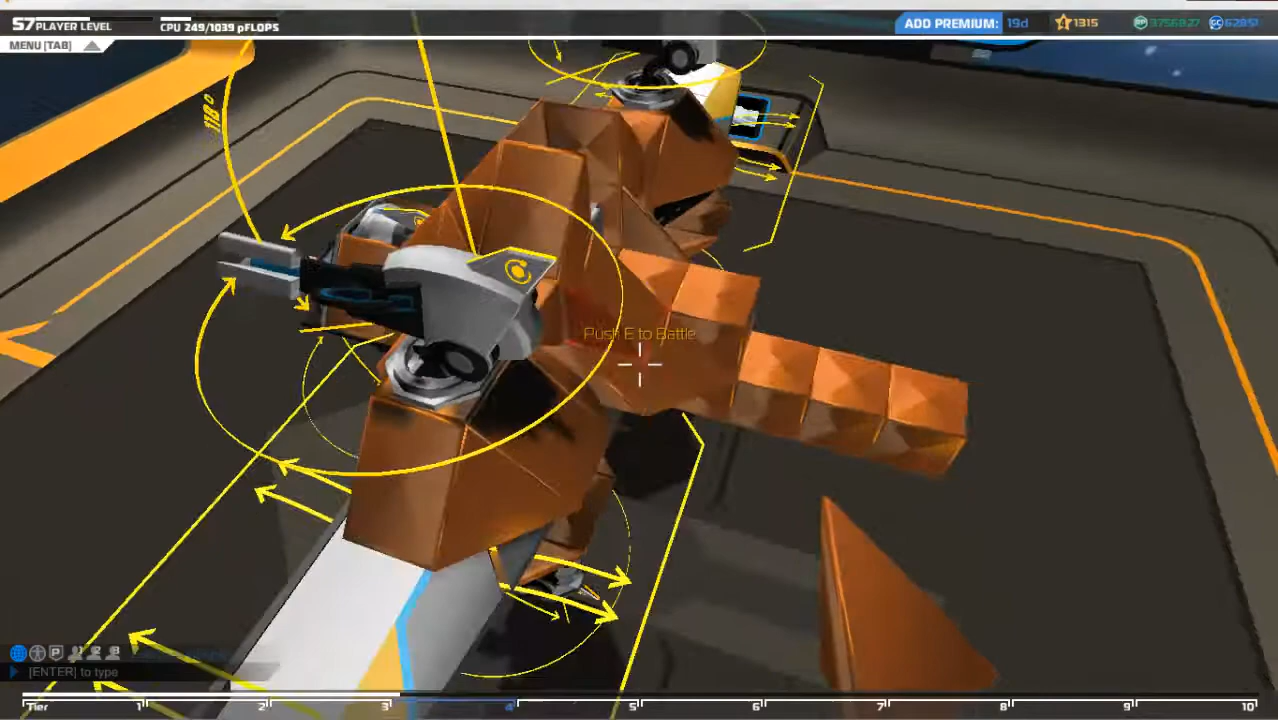 57 PLAYER LEVEL
CPU 249/1039 pFLOPS
ADD PREMIUM: 19d
1315
MENU [TAB]
118°
Push E to Battle
[ENTER] to type
Tier 1 2 3 4 5 6 7 8 9 10